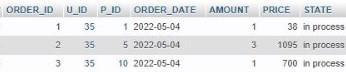 ORDER_ID U_ID P_ID ORDER_DATE AMOUNT PRICE STATE
1 35 1 2022-05-04 1 38 in process
2 35 5 2022-05-04 3 1095 in process
3 35 10 2022-05-04 1 700 in process